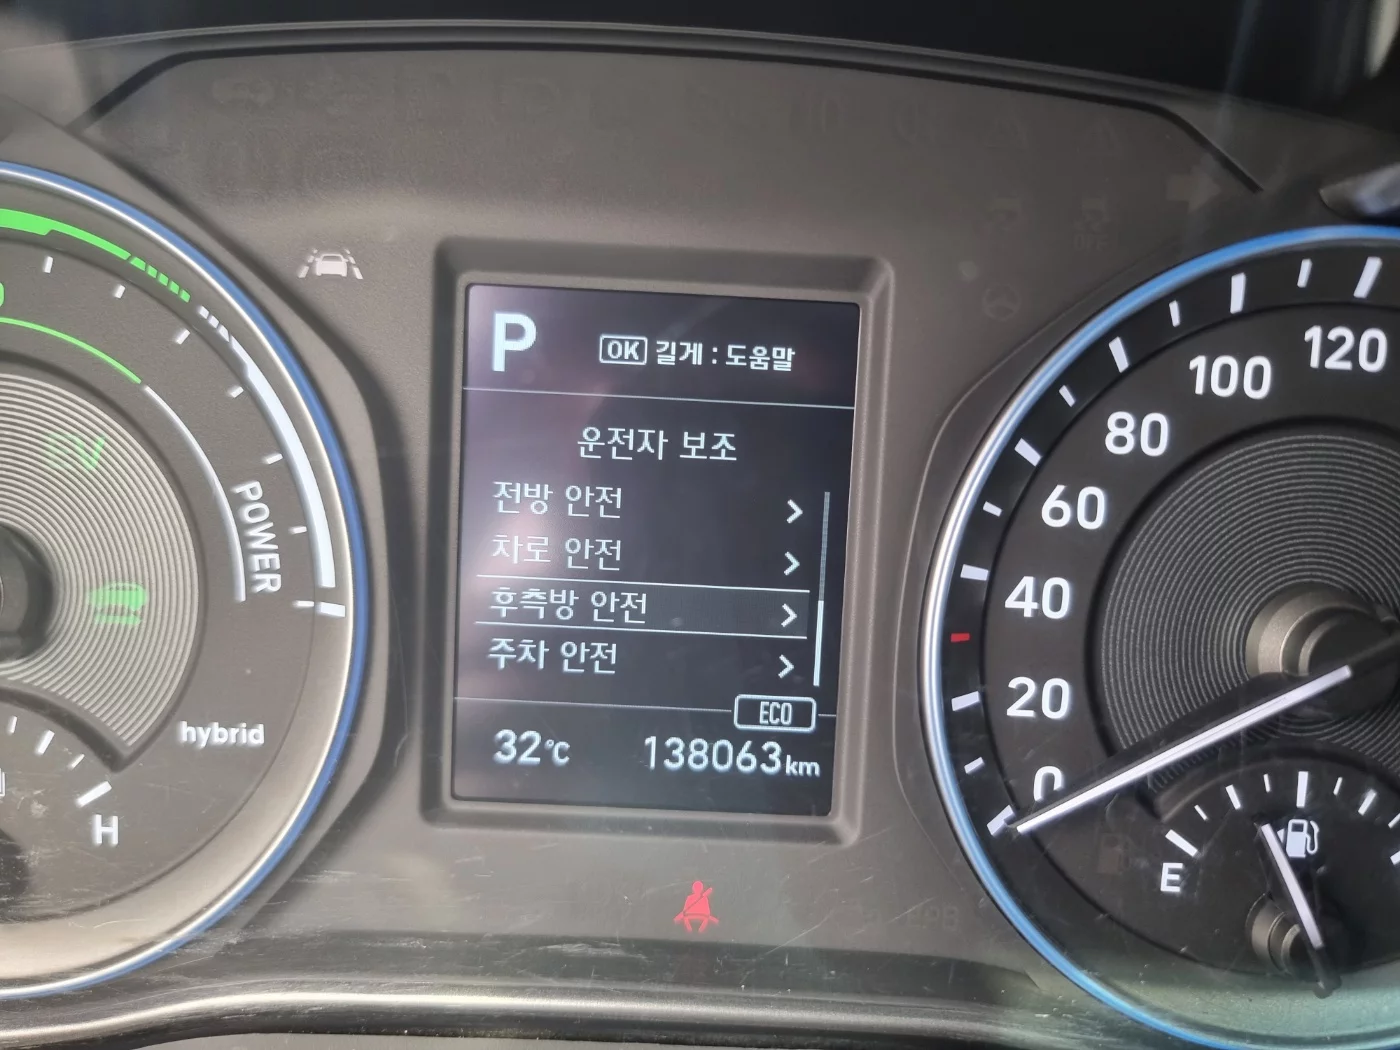 P
OK 길게 : 도움말
운전자 보조
전방 안전 >
차로 안전 >
후측방 안전 >
주차 안전 >
ECO
32℃ 138063km
POWER
EV
hybrid
H
120
100
80
60
40
20
0
E